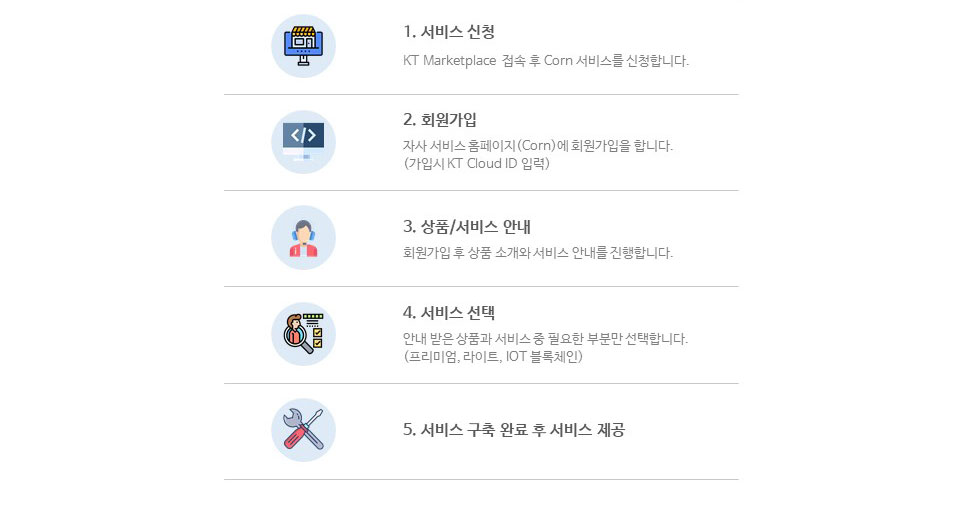 1. 서비스 신청
KT Marketplace 접속 후 Corn 서비스를 신청합니다.
2. 회원가입
자사 서비스 홈페이지(Corn)에 회원가입을 합니다.
(가입시 KT Cloud ID 입력)
3. 상품/서비스 안내
회원가입 후 상품 소개와 서비스 안내를 진행합니다.
4. 서비스 선택
안내 받은 상품과 서비스 중 필요한 부분만 선택합니다.
(프리미엄, 라이트, IOT 블록체인)
5. 서비스 구축 완료 후 서비스 제공